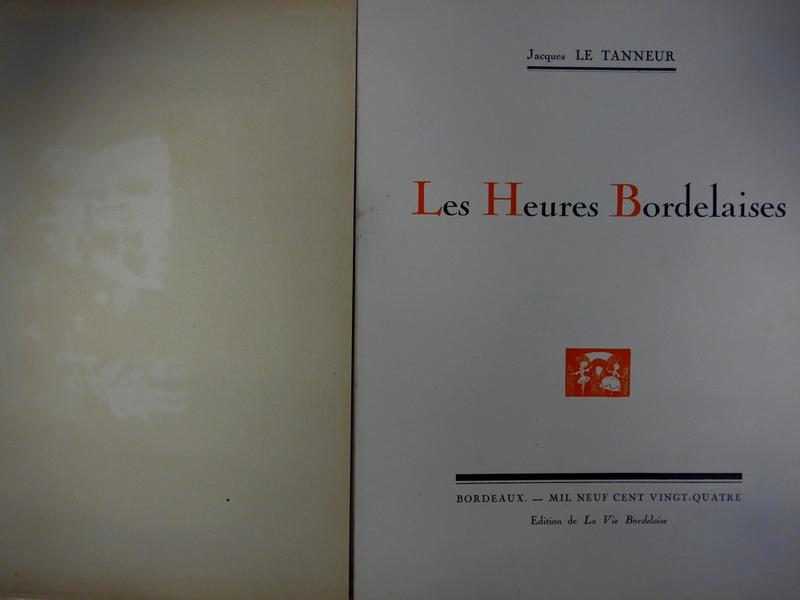 Jacques LE TANNEUR
Les Heures Bordelaises
BORDEAUX. — MIL NEUF CENT VINGT-QUATRE
Edition de La Vie Bordelaise